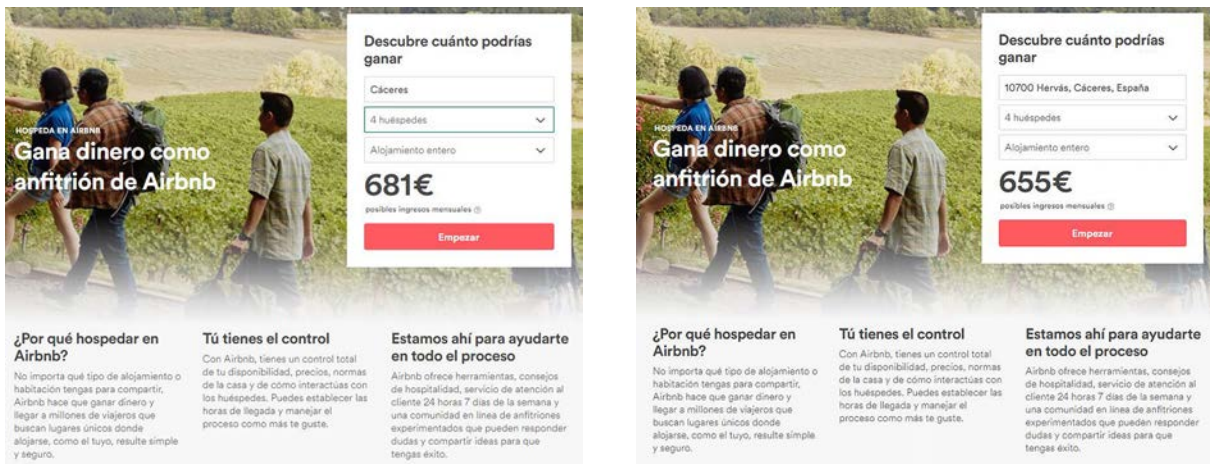 Descubre cuánto podrías
ganar
Cáceres
4 huéspedes
Alojamiento entero
681€
posibles ingresos mensuales ?
Empezar
HOSPEDA EN AIRBNB
Gana dinero como
anfitrión de Airbnb
¿Por qué hospedar en
Airbnb?
No importa qué tipo de alojamiento o
habitación tengas para compartir,
Airbnb hace que ganar dinero y
llegar a millones de viajeros que
buscan lugares únicos donde
alojarse, como el tuyo, resulte simple
y seguro.
Tú tienes el control
Con Airbnb, tienes un control total
de tu disponibilidad, precios, normas
de la casa y de cómo interactúas con
los huéspedes. Puedes establecer las
horas de llegada y manejar el
proceso como más te guste.
Estamos ahí para ayudarte
en todo el proceso
Airbnb ofrece herramientas, consejos
de hospitalidad, servicio de atención al
cliente 24 horas 7 días de la semana y
una comunidad en línea de anfitriones
experimentados que pueden responder
dudas y compartir ideas para que
tengas éxito.
Descubre cuánto podrías
ganar
10700 Hervás, Cáceres, España
4 huéspedes
Alojamiento entero
655€
posibles ingresos mensuales ?
Empezar
HOSPEDA EN AIRBNB
Gana dinero como
anfitrión de Airbnb
¿Por qué hospedar en
Airbnb?
No importa qué tipo de alojamiento o
habitación tengas para compartir,
Airbnb hace que ganar dinero y
llegar a millones de viajeros que
buscan lugares únicos donde
alojarse, como el tuyo, resulte simple
y seguro.
Tú tienes el control
Con Airbnb, tienes un control total
de tu disponibilidad, precios, normas
de la casa y de cómo interactúas con
los huéspedes. Puedes establecer las
horas de llegada y manejar el
proceso como más te guste.
Estamos ahí para ayudarte
en todo el proceso
Airbnb ofrece herramientas, consejos
de hospitalidad, servicio de atención al
cliente 24 horas 7 días de la semana y
una comunidad en línea de anfitriones
experimentados que pueden responder
dudas y compartir ideas para que
tengas éxito.